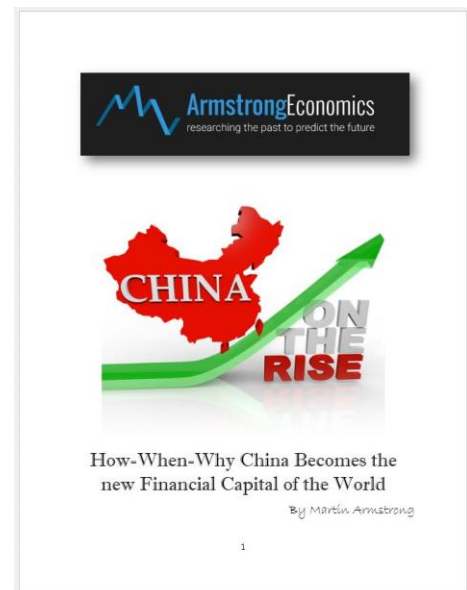 ArmstrongEconomics
researching the past to predict the future
CHINA
ON
THE
RISE
How-When-Why China Becomes the
new Financial Capital of the World
By Martin Armstrong
1